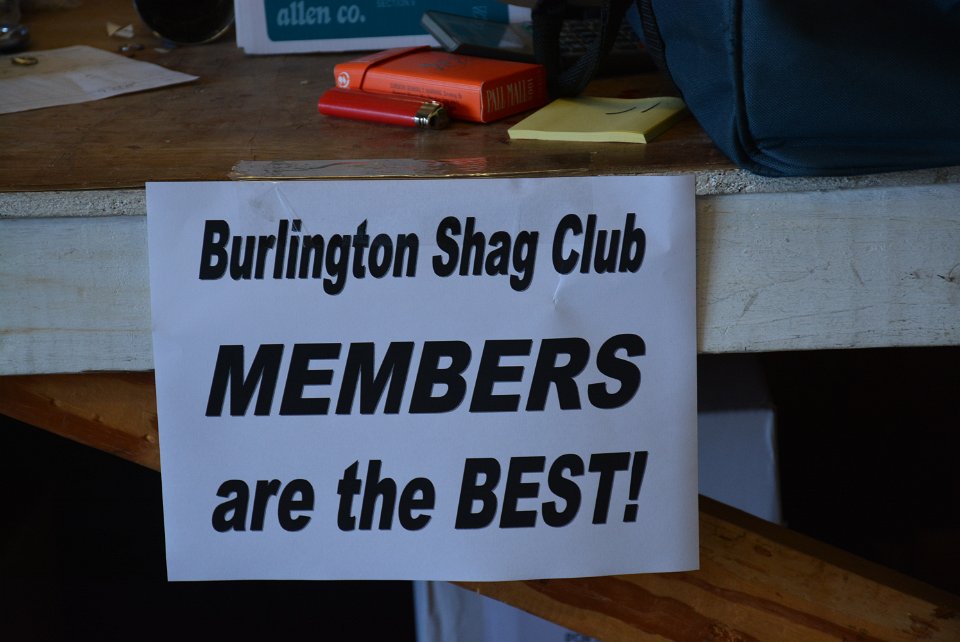 allen co.
PALL MALL
Burlington Shag Club
MEMBERS
are the BEST!